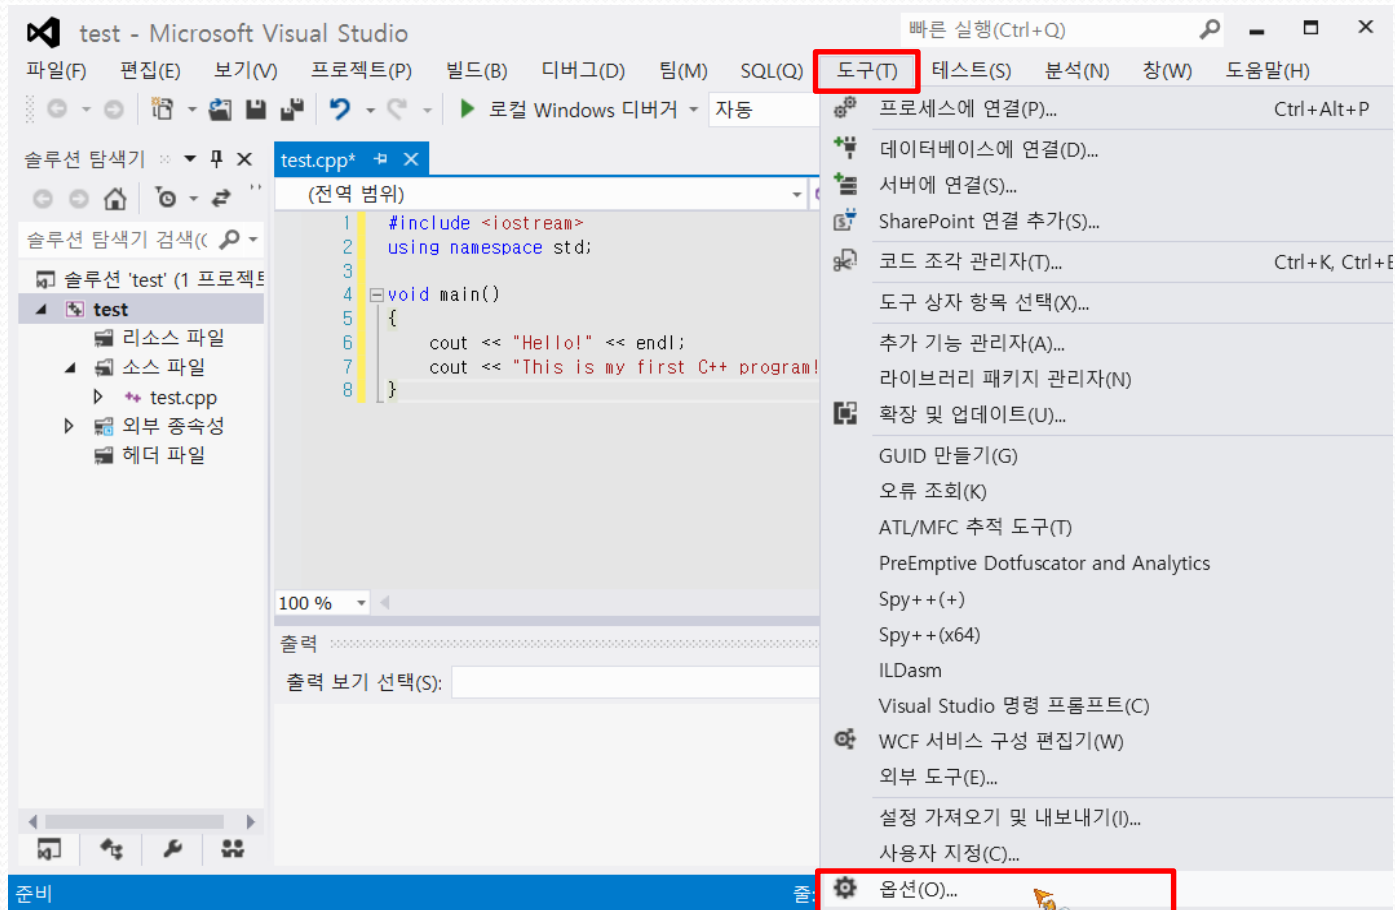 test - Microsoft Visual Studio
빠른 실행(Ctrl+Q)
파일(F) 편집(E) 보기(V) 프로젝트(P) 빌드(B) 디버그(D) 팀(M) SQL(Q) 도구(T) 테스트(S) 분석(N) 창(W) 도움말(H)
로컬 Windows 디버거 자동
솔루션 탐색기
솔루션 탐색기 검색(
솔루션 'test' (1 프로젝트
test
리소스 파일
소스 파일
test.cpp
외부 종속성
헤더 파일
test.cpp*
(전역 범위)
1 #include <iostream>
2 using namespace std;
3
4 void main()
5 {
6 cout << "Hello!" << endl;
7 cout << "This is my first C++ program!
8 }
100 %
출력
출력 보기 선택(S):
프로세스에 연결(P)... Ctrl+Alt+P
데이터베이스에 연결(D)...
서버에 연결(S)...
SharePoint 연결 추가(S)...
코드 조각 관리자(T)... Ctrl+K, Ctrl+B
도구 상자 항목 선택(X)...
추가 기능 관리자(A)...
라이브러리 패키지 관리자(N)
확장 및 업데이트(U)...
GUID 만들기(G)
오류 조회(K)
ATL/MFC 추적 도구(T)
PreEmptive Dotfuscator and Analytics
Spy++(+)
Spy++(x64)
ILDasm
Visual Studio 명령 프롬프트(C)
WCF 서비스 구성 편집기(W)
외부 도구(E)...
설정 가져오기 및 내보내기(I)...
사용자 지정(C)...
옵션(O)...
준비
줄: